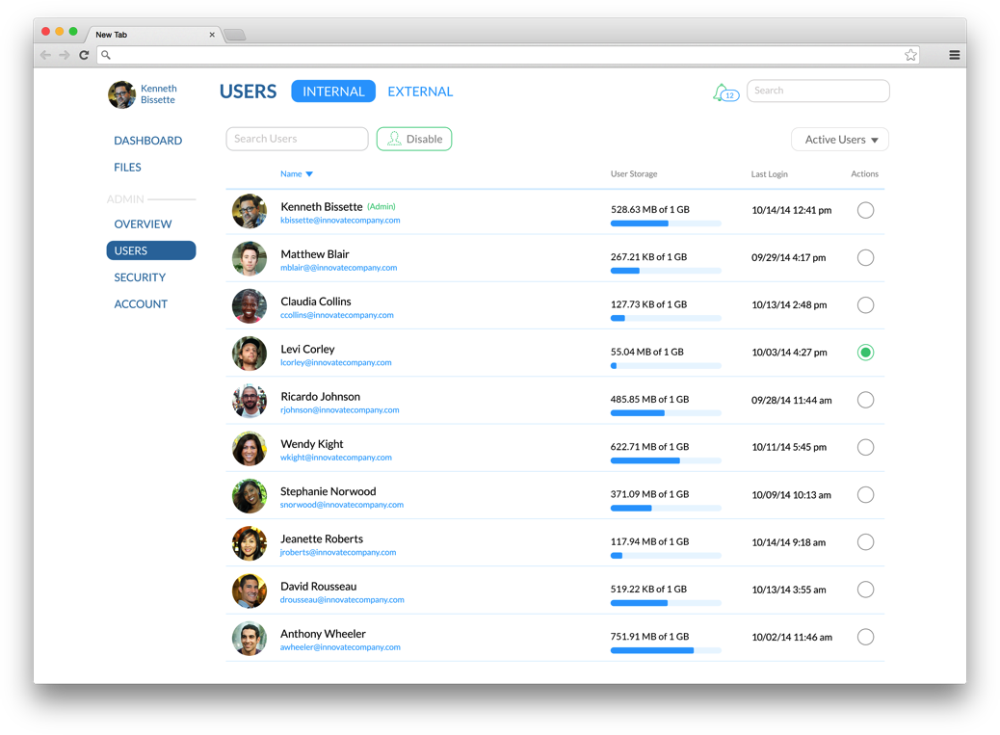 New Tab
Kenneth
Bissette
USERS
INTERNAL
EXTERNAL
12
Search
DASHBOARD
FILES
ADMIN
OVERVIEW
USERS
SECURITY
ACCOUNT
Search Users
Disable
Active Users
Name User Storage Last Login Actions
Kenneth Bissette (Admin)
kbissette@innovatecompany.com
528.63 MB of 1 GB
10/14/14 12:41 pm
Matthew Blair
mblair@@innovatecompany.com
267.21 KB of 1 GB
09/29/14 4:17 pm
Claudia Collins
ccollins@innovatecompany.com
127.73 KB of 1 GB
10/13/14 2:48 pm
Levi Corley
lcorley@innovatecompany.com
55.04 MB of 1 GB
10/03/14 4:27 pm
Ricardo Johnson
rjohnson@innovatecompany.com
485.85 MB of 1 GB
09/28/14 11:44 am
Wendy Kight
wkight@innovatecompany.com
622.71 MB of 1 GB
10/11/14 5:45 pm
Stephanie Norwood
snorwood@innovatecompany.com
371.09 MB of 1 GB
10/09/14 10:13 am
Jeanette Roberts
jroberts@innovatecompany.com
117.94 MB of 1 GB
10/14/14 9:18 am
David Rousseau
drousseau@innovatecompany.com
519.22 KB of 1 GB
10/13/14 3:55 am
Anthony Wheeler
awheeler@innovatecompany.com
751.91 MB of 1 GB
10/02/14 11:46 am